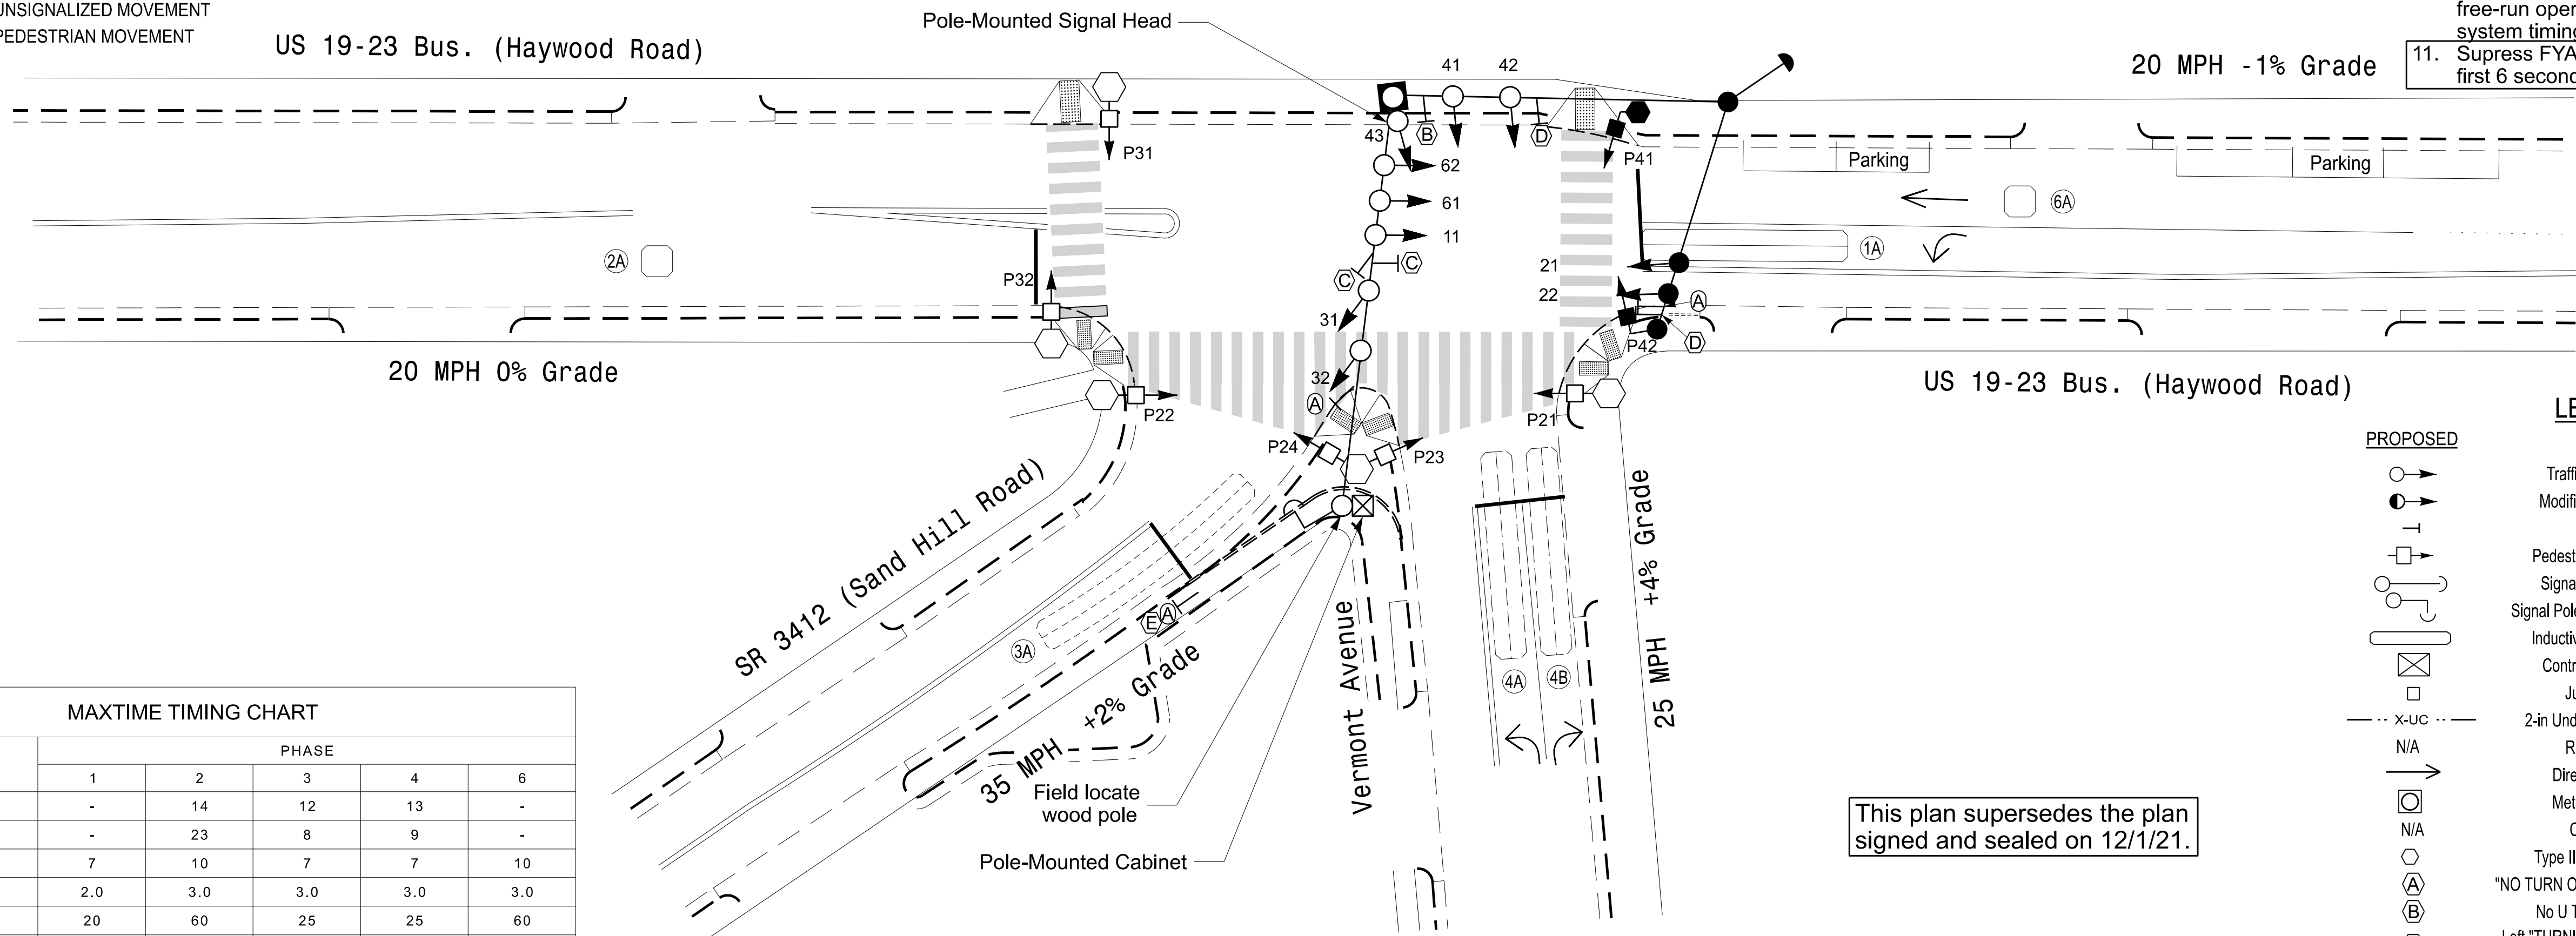 UNSIGNALIZED MOVEMENT
PEDESTRIAN MOVEMENT
US 19-23 Bus. (Haywood Road)
Pole-Mounted Signal Head
41
42
20 MPH -1% Grade
free-run oper
system timing
11. Supress FYA
first 6 second
43
B
D
P31
62
P41
Parking
Parking
61
6A
11
1A
2A
C
C
21
P32
22
A
31
P42
D
20 MPH 0% Grade
32
US 19-23 Bus. (Haywood Road)
A
P22
P21
P24
P23
LE
PROPOSED
Traffi
Modifi
Pedest
Signa
Signal Pole
Inductiv
Contr
Ju
X-UC
2-in Und
N/A
R
Dire
Met
N/A
C
Type II
A
"NO TURN O
B
No U T
Left "TURNI
SR 3412 (Sand Hill Road)
+4% Grade
25 MPH
E
A
3A
4A
4B
35 MPH +2% Grade
Vermont Avenue
Field locate
wood pole
Pole-Mounted Cabinet
This plan supersedes the plan
signed and sealed on 12/1/21.
MAXTIME TIMING CHART
PHASE
1 2 3 4 6
- 14 12 13 -
- 23 8 9 -
7 10 7 7 10
2.0 3.0 3.0 3.0 3.0
20 60 25 25 60